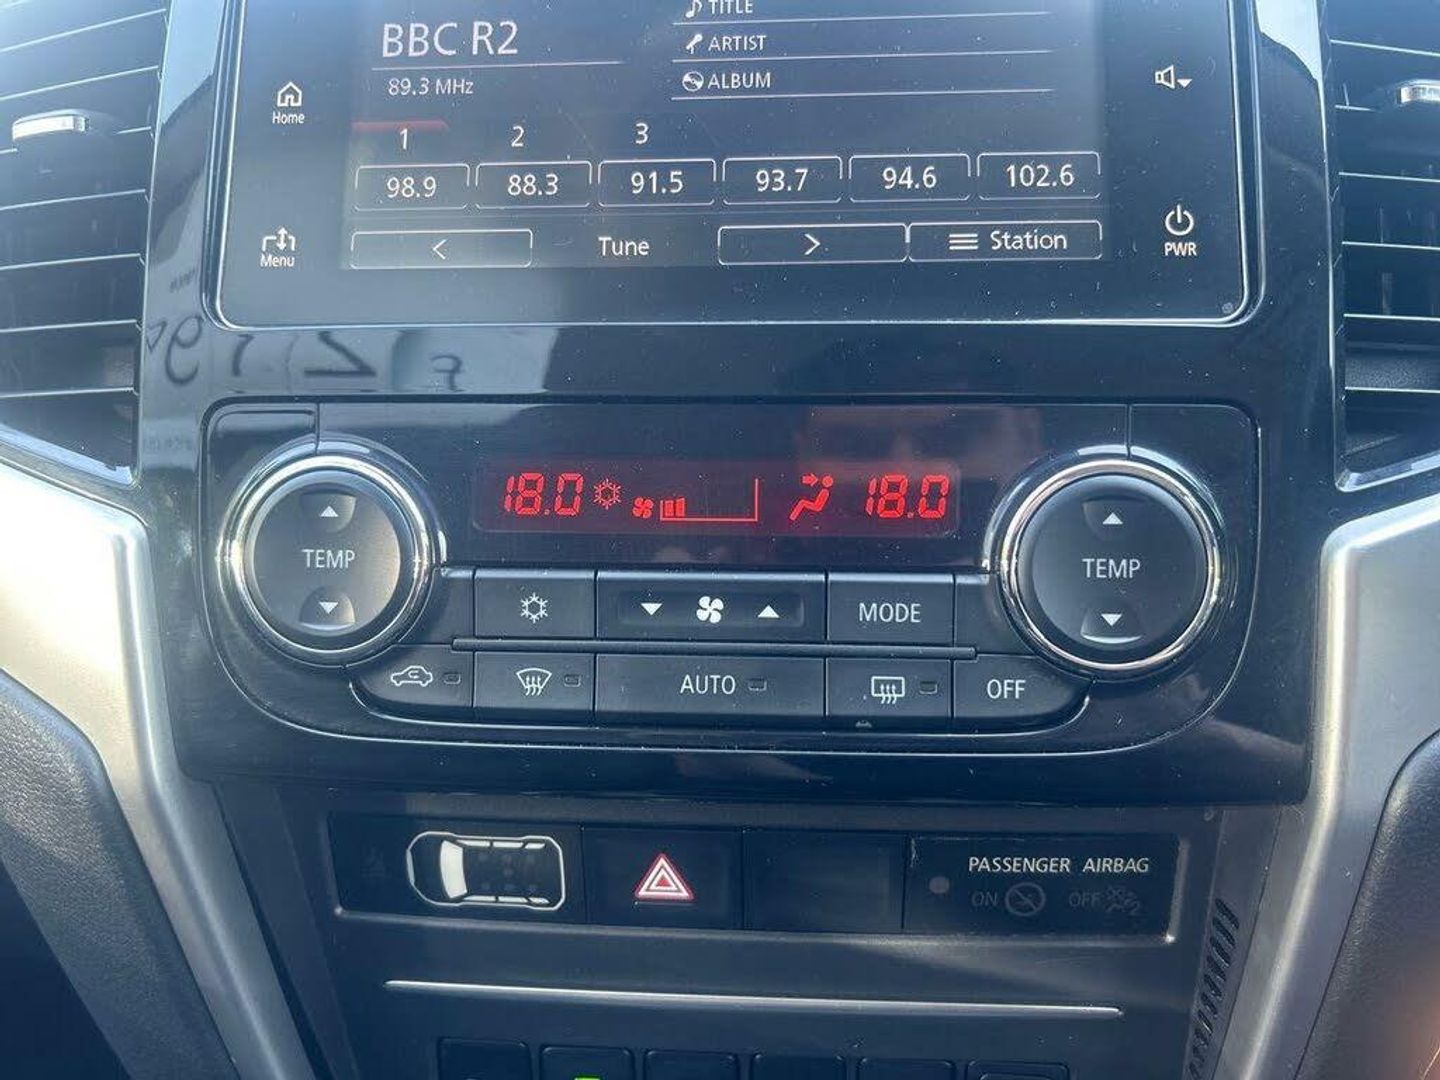 BBC R2
TITLE
89.3 MHz
ARTIST
ALBUM
Home
1 2 3
98.9 88.3 91.5 93.7 94.6 102.6
Menu
< Tune > Station
PWR
18.0 18.0
TEMP TEMP
MODE
AUTO OFF
PASSENGER AIRBAG
ON OFF 2